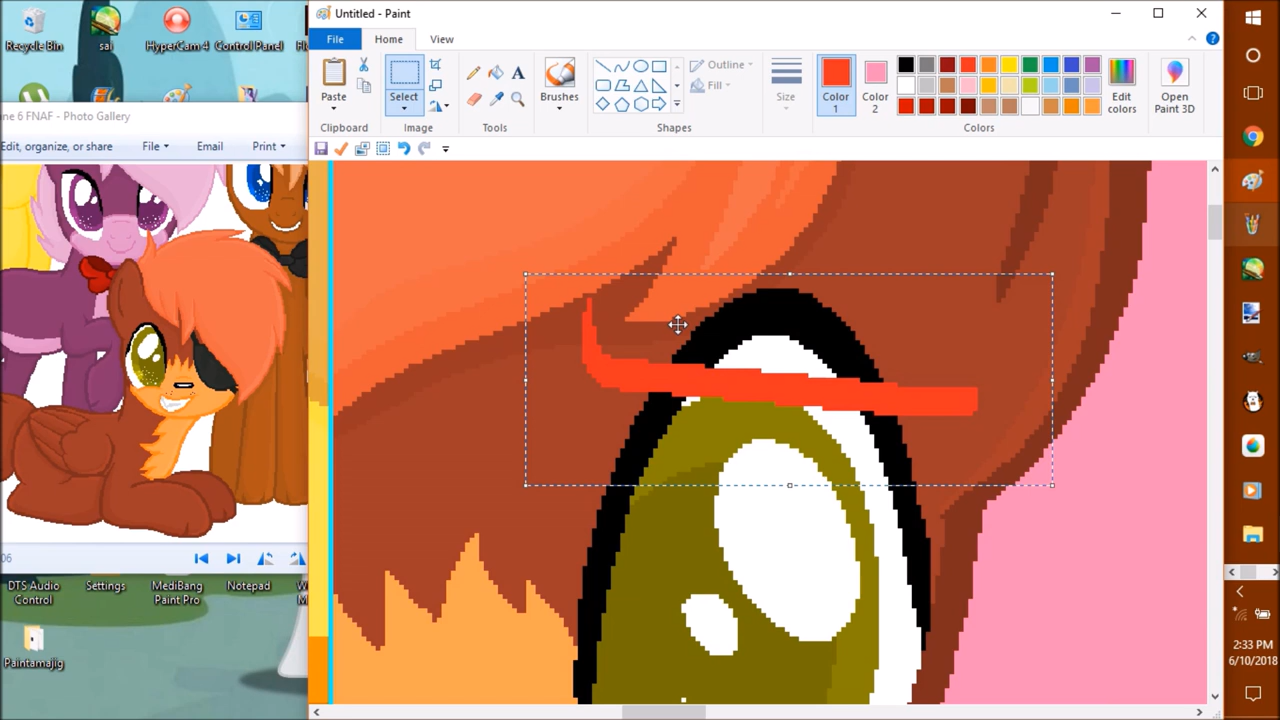 Recycle Bin
sai
HyperCam 4
Control Panel
ane 6 FNAF - Photo Gallery
Edit, organize, or share
File
Email
Print
06
DTS Audio
Control
Settings
MediBang
Paint Pro
Notepad
Paintamajig
Untitled - Paint
File
Home
View
Paste
Select
Brushes
Outline
Fill
Size
Color
1
Color
2
Edit
colors
Open
Paint 3D
Clipboard
Image
Tools
Shapes
Colors
2:33 PM
6/10/2018